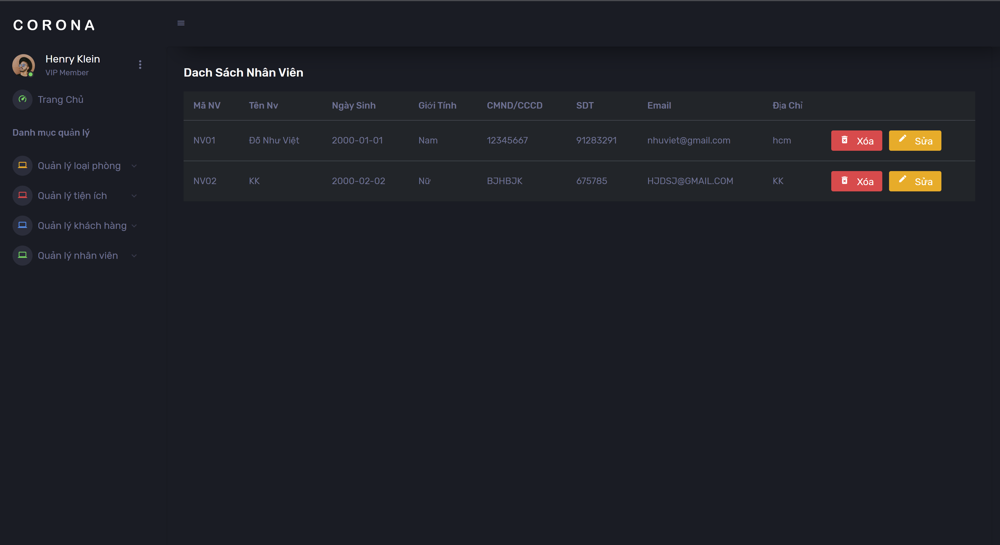 CORONA
Henry Klein
VIP Member
Trang Chủ
Danh mục quản lý
Quản lý loại phòng
Quản lý tiện ích
Quản lý khách hàng
Quản lý nhân viên
Dach Sách Nhân Viên
Mã NV Tên Nv Ngày Sinh Giới Tính CMND/CCCD SDT Email Địa Chỉ
NV01 Đỗ Như Việt 2000-01-01 Nam 12345667 91283291 nhuviet@gmail.com hcm Xóa Sửa
NV02 KK 2000-02-02 Nữ BJHBJK 675785 HJDSJ@GMAIL.COM KK Xóa Sửa